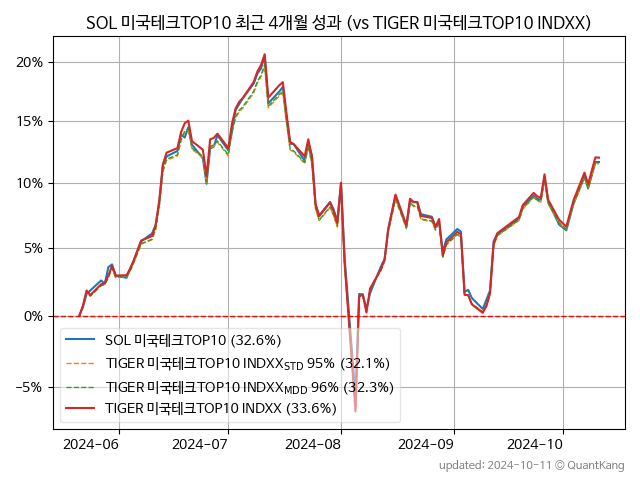 SOL 미국테크TOP10 최근 4개월 성과 (vs TIGER 미국테크TOP10 INDXX)
20%
15%
10%
5%
0%
−5%
SOL 미국테크TOP10 (32.6%)
TIGER 미국테크TOP10 INDXX_STD 95% (32.1%)
TIGER 미국테크TOP10 INDXX_MDD 96% (32.3%)
TIGER 미국테크TOP10 INDXX (33.6%)
2024-06 2024-07 2024-08 2024-09 2024-10
updated: 2024-10-11 © QuantKang